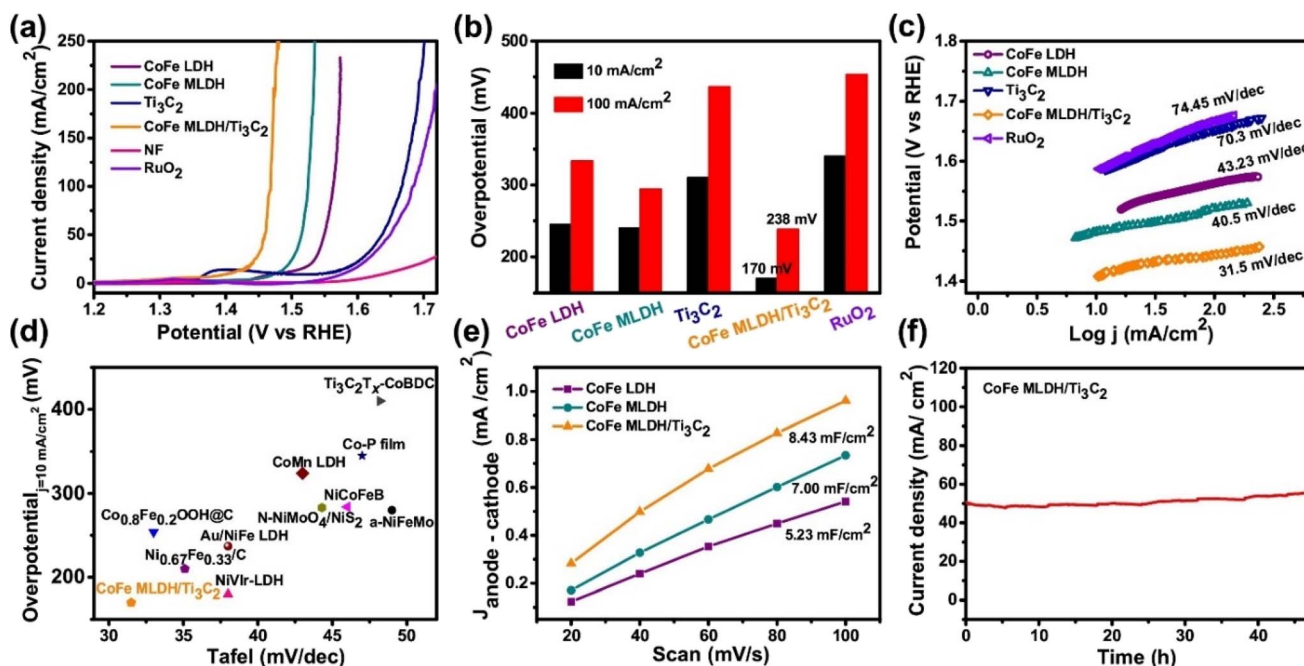 (a)
250
200
150
100
50
0
Current density (mA/cm²)
CoFe LDH
CoFe MLDH
Ti₃C₂
CoFe MLDH/Ti₃C₂
NF
RuO₂
1.2 1.3 1.4 1.5 1.6 1.7
Potential (V vs RHE)
(b)
500
400
300
200
Overpotential (mV)
10 mA/cm²
100 mA/cm²
238 mV
170 mV
CoFe LDH
CoFe MLDH
Ti₃C₂
CoFe MLDH/Ti₃C₂
RuO₂
(c)
1.8
1.7
1.6
1.5
1.4
Potential (V vs RHE)
CoFe LDH
CoFe MLDH
Ti₃C₂
CoFe MLDH/Ti₃C₂
RuO₂
74.45 mV/dec
70.3 mV/dec
43.23 mV/dec
40.5 mV/dec
31.5 mV/dec
0.0 0.5 1.0 1.5 2.0 2.5 3.0
Log j (mA/cm²)
(d)
400
300
200
Overpotential j=10 mA/cm² (mV)
Ti₃C₂Tₓ-CoBDC
Co-P film
CoMn LDH
NiCoFeB
N-NiMoO₄/NiS₂
a-NiFeMo
Co₀.₈Fe₀.₂OOH@C
Au/NiFe LDH
Ni₀.₆₇Fe₀.₃₃/C
CoFe MLDH/Ti₃C₂
NiVIr-LDH
30 35 40 45 50
Tafel (mV/dec)
(e)
1.0
0.8
0.6
0.4
0.2
J anode - cathode (mA /cm²)
CoFe LDH
CoFe MLDH
CoFe MLDH/Ti₃C₂
8.43 mF/cm²
7.00 mF/cm²
5.23 mF/cm²
20 40 60 80 100
Scan (mV/s)
(f)
120
100
80
60
40
20
0
Current density (mA/ cm²)
CoFe MLDH/Ti₃C₂
0 10 20 30 40
Time (h)